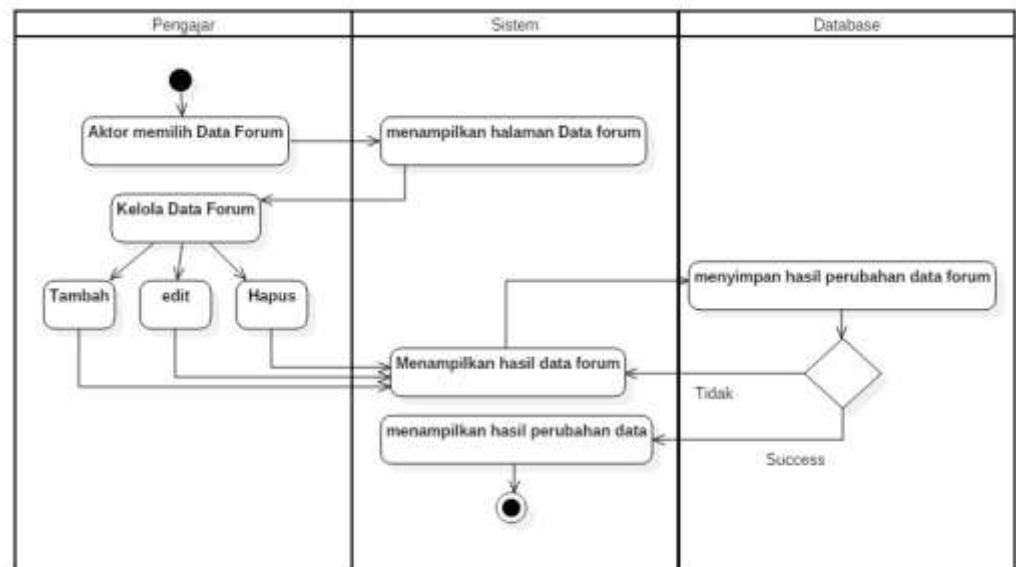 Pengajar
Sistem
Database
Aktor memilih Data Forum
menampilkan halaman Data forum
Kelola Data Forum
Tambah
edit
Hapus
menyimpan hasil perubahan data forum
Menampilkan hasil data forum
Tidak
menampilkan hasil perubahan data
Success